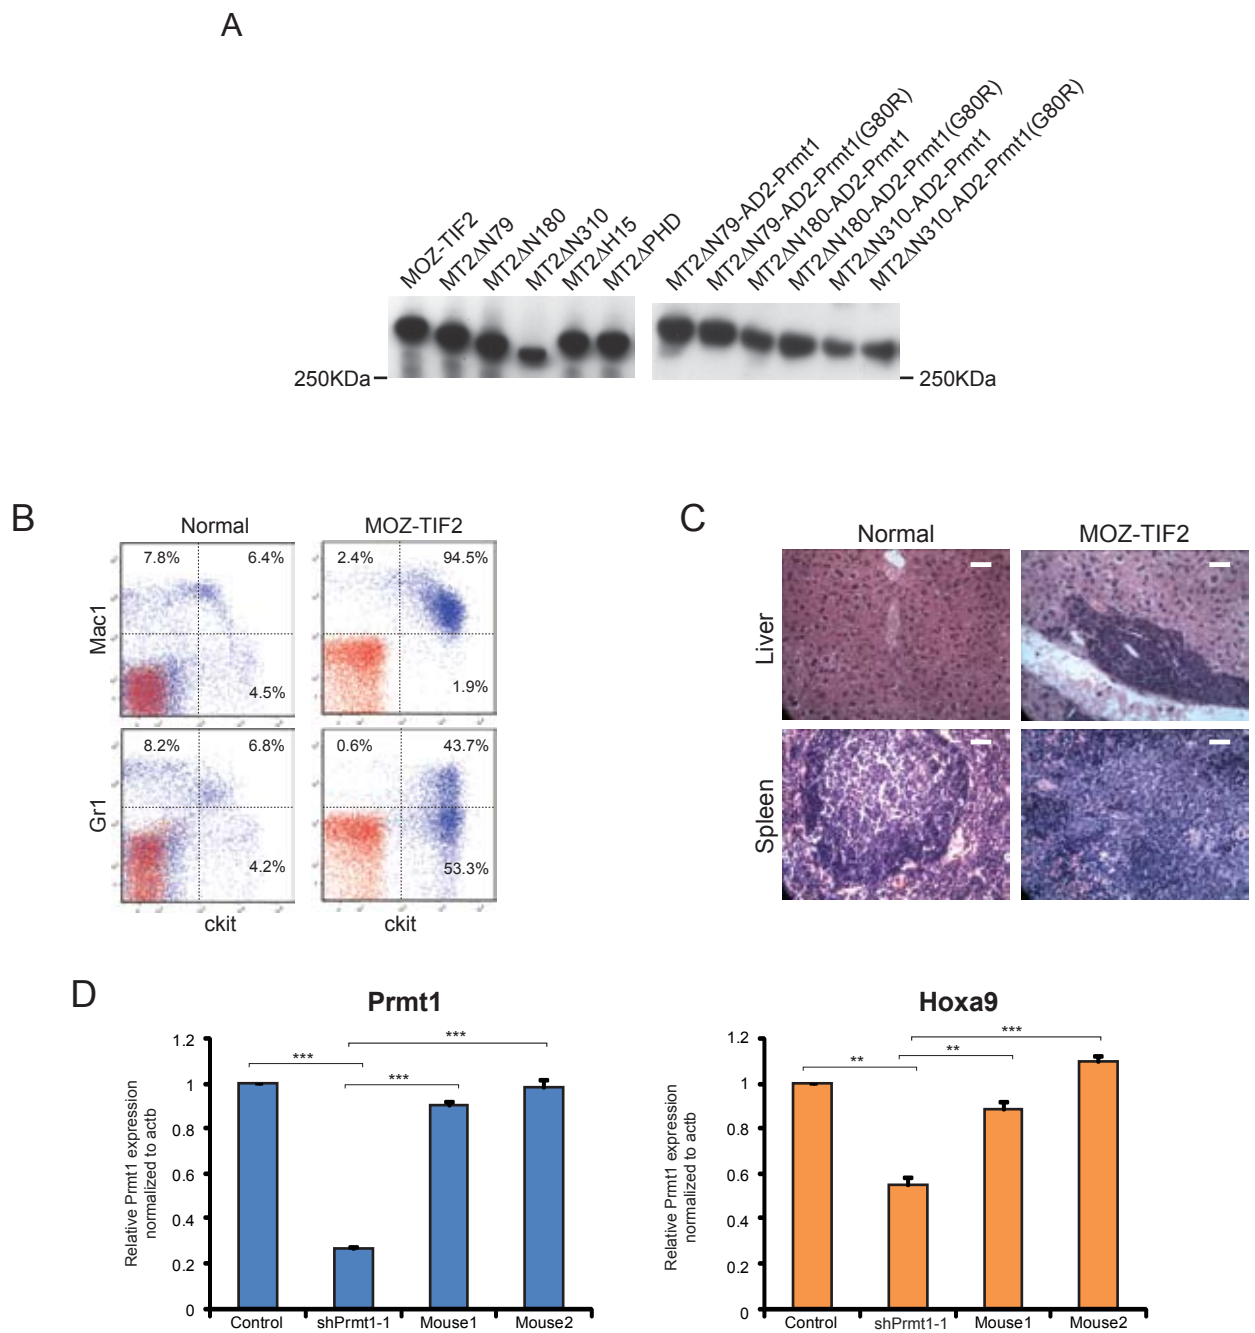 A
MOZ-TIF2
MT2ΔN79
MT2ΔN180
MT2ΔN310
MT2ΔH15
MT2ΔPHD
MT2ΔN79-AD2-Prmt1
MT2ΔN79-AD2-Prmt1(G80R)
MT2ΔN180-AD2-Prmt1
MT2ΔN180-AD2-Prmt1(G80R)
MT2ΔN310-AD2-Prmt1
MT2ΔN310-AD2-Prmt1(G80R)
250KDa
250KDa
B
Normal
MOZ-TIF2
Mac1
7.8%
6.4%
4.5%
2.4%
94.5%
1.9%
Gr1
8.2%
6.8%
4.2%
0.6%
43.7%
53.3%
ckit
ckit
C
Normal
MOZ-TIF2
Liver
Spleen
D
Prmt1
Relative Prmt1 expression
normalized to actb
1.2
1
0.8
0.6
0.4
0.2
0
***
***
***
Control
shPrmt1-1
Mouse1
Mouse2
Hoxa9
Relative Prmt1 expression
normalized to actb
1.2
1
0.8
0.6
0.4
0.2
0
**
**
***
Control
shPrmt1-1
Mouse1
Mouse2